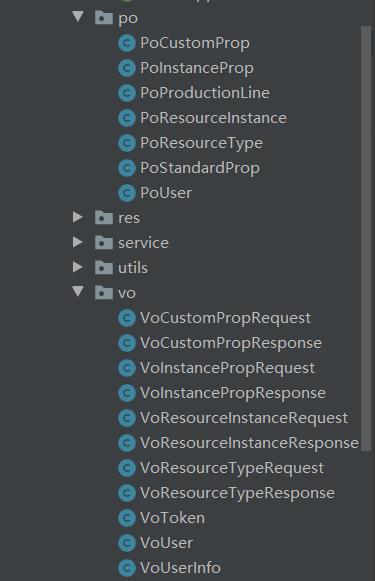 po
PoCustomProp
PoInstanceProp
PoProductionLine
PoResourceInstance
PoResourceType
PoStandardProp
PoUser
res
service
utils
vo
VoCustomPropRequest
VoCustomPropResponse
VoInstancePropRequest
VoInstancePropResponse
VoResourceInstanceRequest
VoResourceInstanceResponse
VoResourceTypeRequest
VoResourceTypeResponse
VoToken
VoUser
VoUserInfo